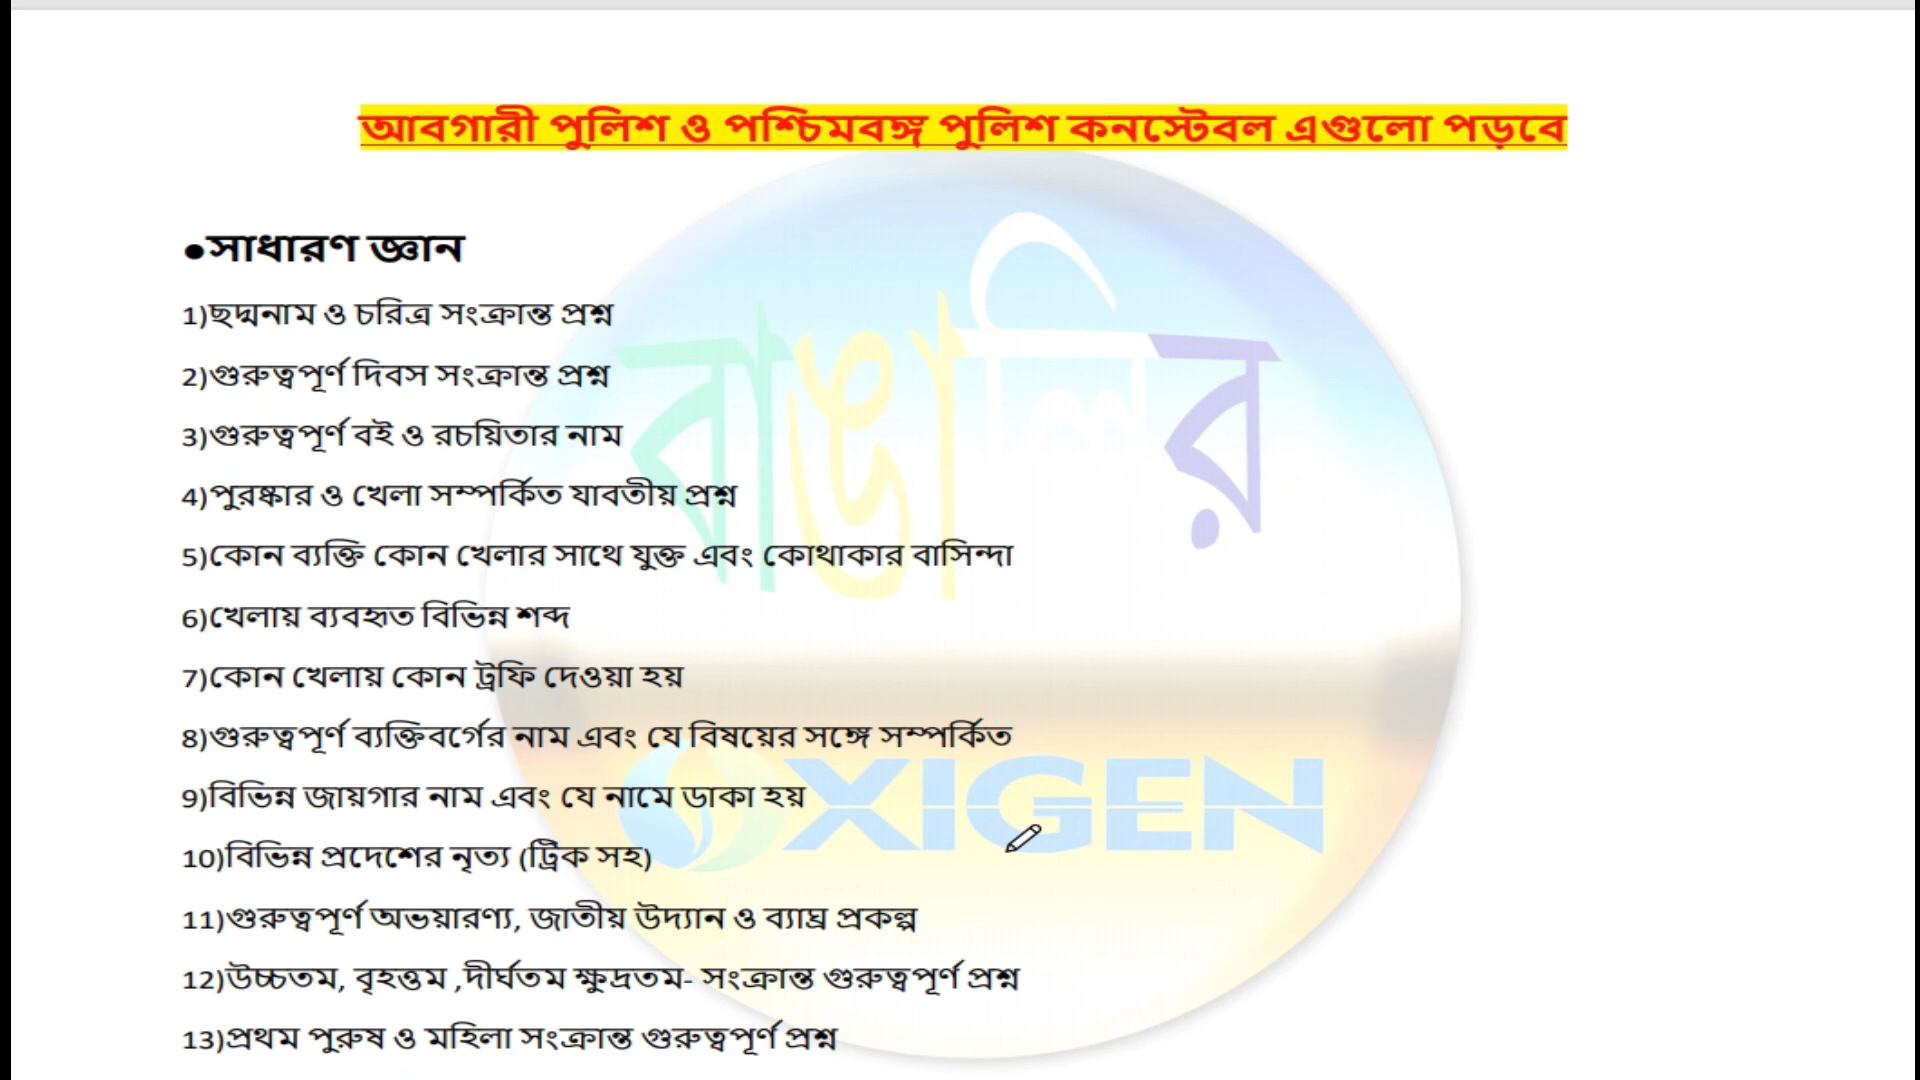 আবগারী পুলিশ ও পশ্চিমবঙ্গ পুলিশ কনস্টেবল এগুলো পড়বে
●সাধারণ জ্ঞান
1)ছদ্মনাম ও চরিত্র সংক্রান্ত প্রশ্ন
2)গুরুত্বপূর্ণ দিবস সংক্রান্ত প্রশ্ন
3)গুরুত্বপূর্ণ বই ও রচয়িতার নাম
4)পুরষ্কার ও খেলা সম্পর্কিত যাবতীয় প্রশ্ন
5)কোন ব্যক্তি কোন খেলার সাথে যুক্ত এবং কোথাকার বাসিন্দা
6)খেলায় ব্যবহৃত বিভিন্ন শব্দ
7)কোন খেলায় কোন ট্রফি দেওয়া হয়
8)গুরুত্বপূর্ণ ব্যক্তিবর্গের নাম এবং যে বিষয়ের সঙ্গে সম্পর্কিত
9)বিভিন্ন জায়গার নাম এবং যে নামে ডাকা হয়
10)বিভিন্ন প্রদেশের নৃত্য (ট্রিক সহ)
11)গুরুত্বপূর্ণ অভয়ারণ্য, জাতীয় উদ্যান ও ব্যাঘ্র প্রকল্প
12)উচ্চতম, বৃহত্তম ,দীর্ঘতম ক্ষুদ্রতম- সংক্রান্ত গুরুত্বপূর্ণ প্রশ্ন
13)প্রথম পুরুষ ও মহিলা সংক্রান্ত গুরুত্বপূর্ণ প্রশ্ন
বাঙালির
OXIGEN